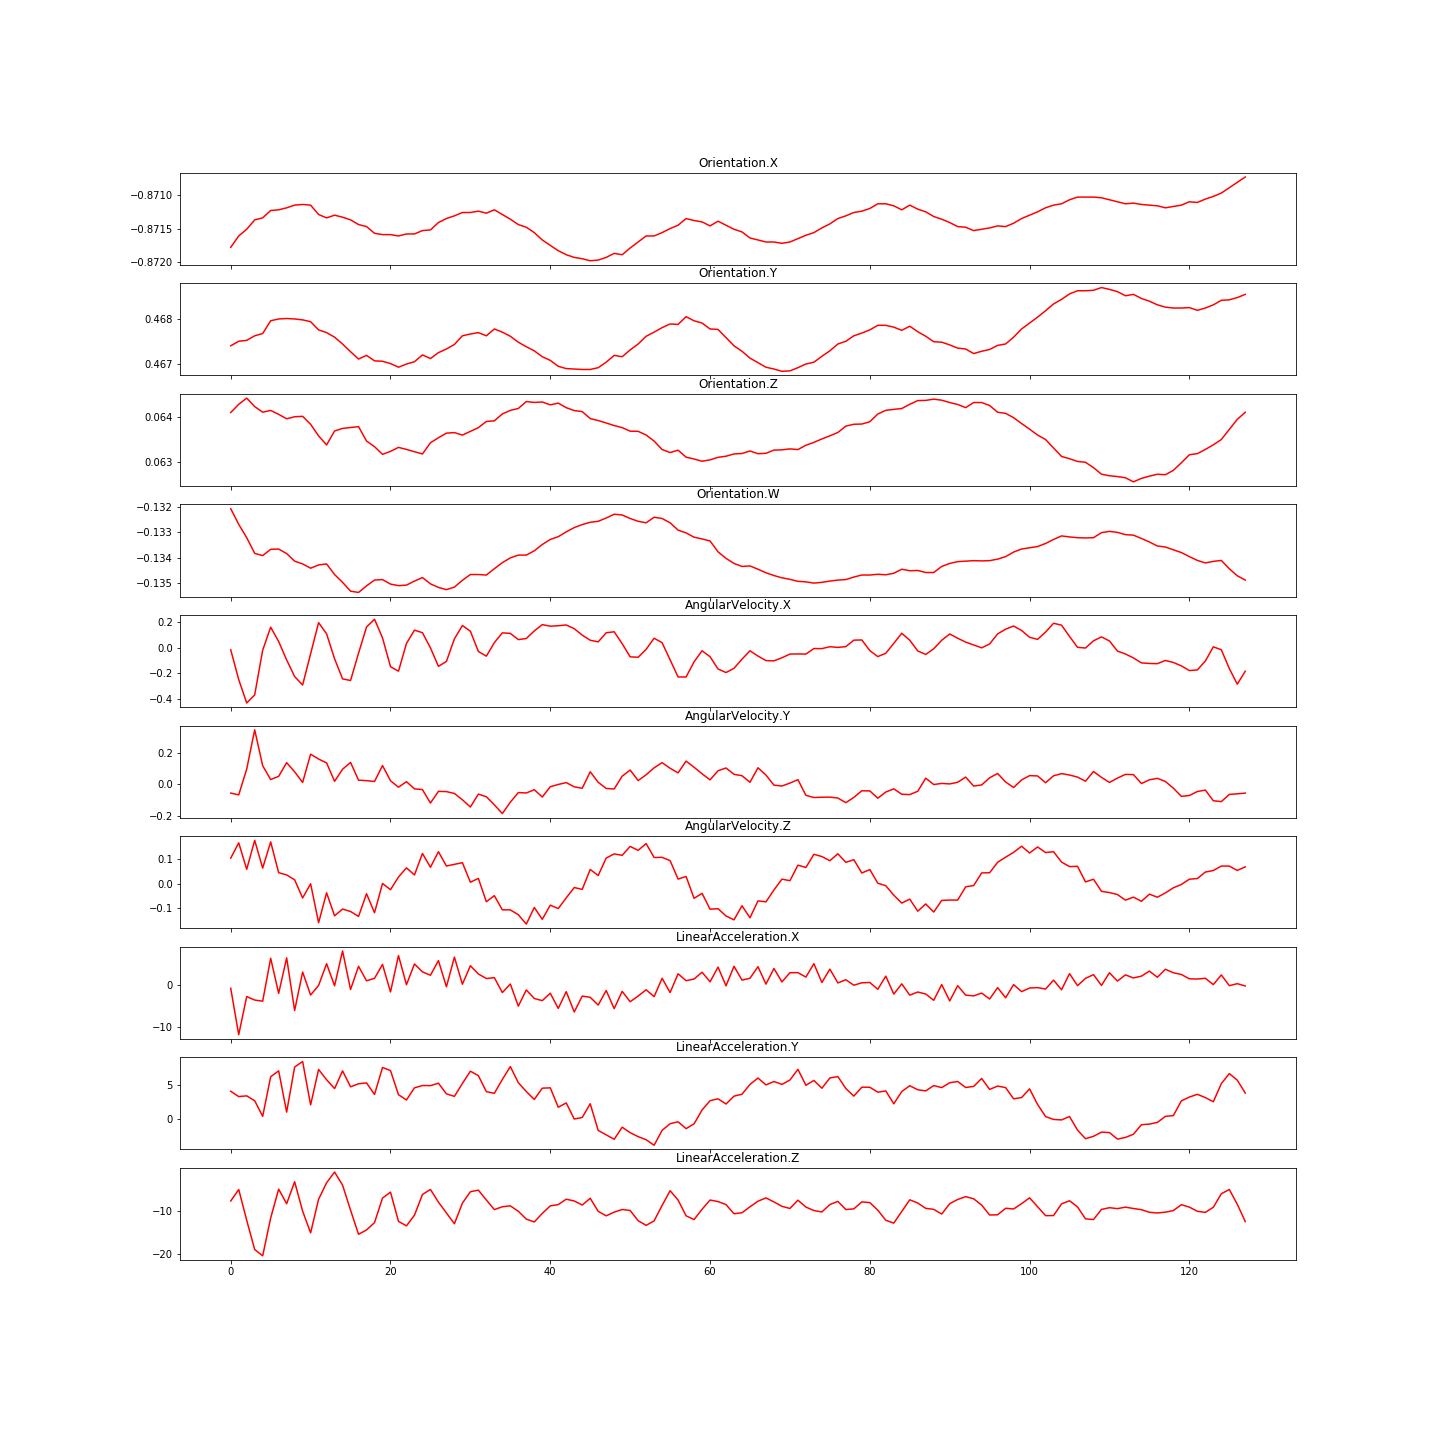 Orientation.X
−0.8710
−0.8715
−0.8720
Orientation.Y
0.468
0.467
Orientation.Z
0.064
0.063
Orientation.W
−0.132
−0.133
−0.134
−0.135
AngularVelocity.X
0.2
0.0
−0.2
−0.4
AngularVelocity.Y
0.2
0.0
−0.2
AngularVelocity.Z
0.1
0.0
−0.1
LinearAcceleration.X
0
−10
LinearAcceleration.Y
5
0
LinearAcceleration.Z
−10
−20
0 20 40 60 80 100 120